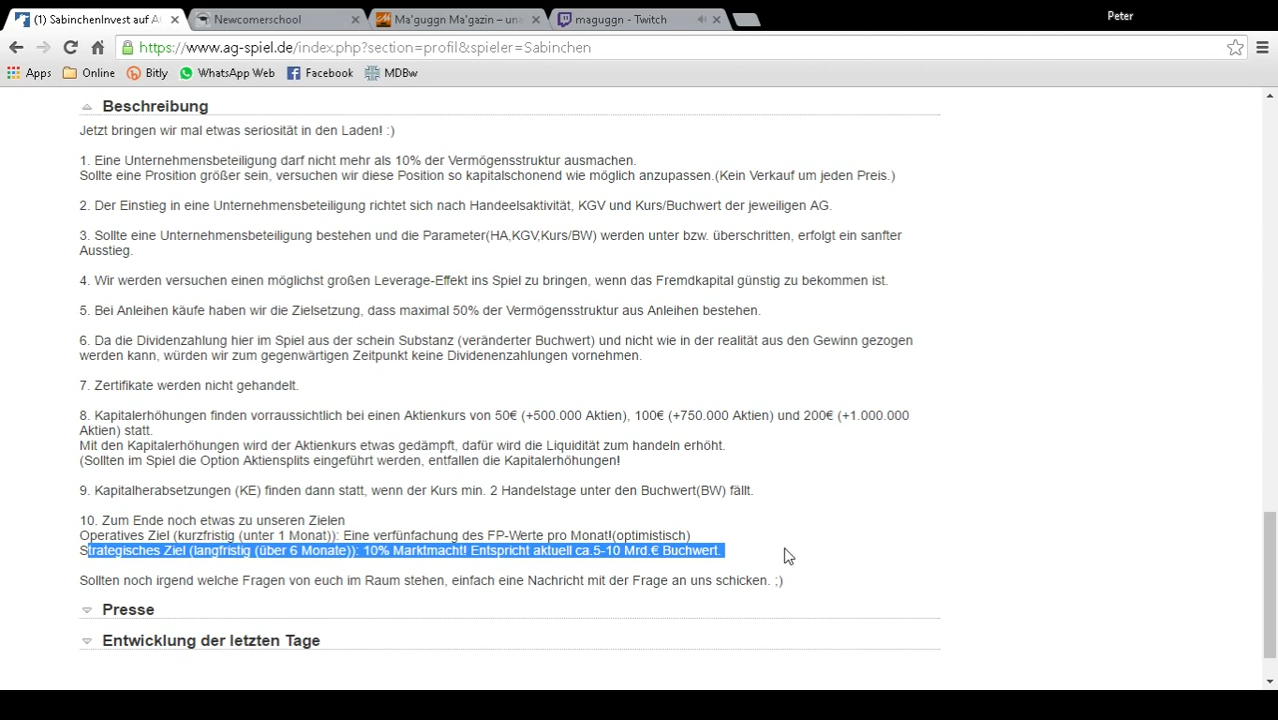 (1) SabinchenInvest auf A
Newcomerschool
Ma'guggn Ma'gazin – una
maguggn - Twitch
Peter
https://www.ag-spiel.de/index.php?section=profil&spieler=Sabinchen
Apps
Online
Bitly
WhatsApp Web
Facebook
MDBw
Beschreibung
Jetzt bringen wir mal etwas seriosität in den Laden! :)
1. Eine Unternehmensbeteiligung darf nicht mehr als 10% der Vermögensstruktur ausmachen.
Sollte eine Prosition größer sein, versuchen wir diese Position so kapitalschonend wie möglich anzupassen.(Kein Verkauf um jeden Preis.)
2. Der Einstieg in eine Unternehmensbeteiligung richtet sich nach Handeelsaktivität, KGV und Kurs/Buchwert der jeweiligen AG.
3. Sollte eine Unternehmensbeteiligung bestehen und die Parameter(HA,KGV,Kurs/BW) werden unter bzw. überschritten, erfolgt ein sanfter
Ausstieg.
4. Wir werden versuchen einen möglichst großen Leverage-Effekt ins Spiel zu bringen, wenn das Fremdkapital günstig zu bekommen ist.
5. Bei Anleihen käufe haben wir die Zielsetzung, dass maximal 50% der Vermögensstruktur aus Anleihen bestehen.
6. Da die Dividenzahlung hier im Spiel aus der schein Substanz (veränderter Buchwert) und nicht wie in der realität aus den Gewinn gezogen
werden kann, würden wir zum gegenwärtigen Zeitpunkt keine Dividenenzahlungen vornehmen.
7. Zertifikate werden nicht gehandelt.
8. Kapitalerhöhungen finden vorraussichtlich bei einen Aktienkurs von 50€ (+500.000 Aktien), 100€ (+750.000 Aktien) und 200€ (+1.000.000
Aktien) statt.
Mit den Kapitalerhöhungen wird der Aktienkurs etwas gedämpft, dafür wird die Liquidität zum handeln erhöht.
(Sollten im Spiel die Option Aktiensplits eingeführt werden, entfallen die Kapitalerhöhungen!
9. Kapitalherabsetzungen (KE) finden dann statt, wenn der Kurs min. 2 Handelstage unter den Buchwert(BW) fällt.
10. Zum Ende noch etwas zu unseren Zielen
Operatives Ziel (kurzfristig (unter 1 Monat)): Eine verfünfachung des FP-Werte pro Monat!(optimistisch)
Strategisches Ziel (langfristig (über 6 Monate)): 10% Marktmacht! Entspricht aktuell ca.5-10 Mrd.€ Buchwert.
Sollten noch irgend welche Fragen von euch im Raum stehen, einfach eine Nachricht mit der Frage an uns schicken. ;)
Presse
Entwicklung der letzten Tage